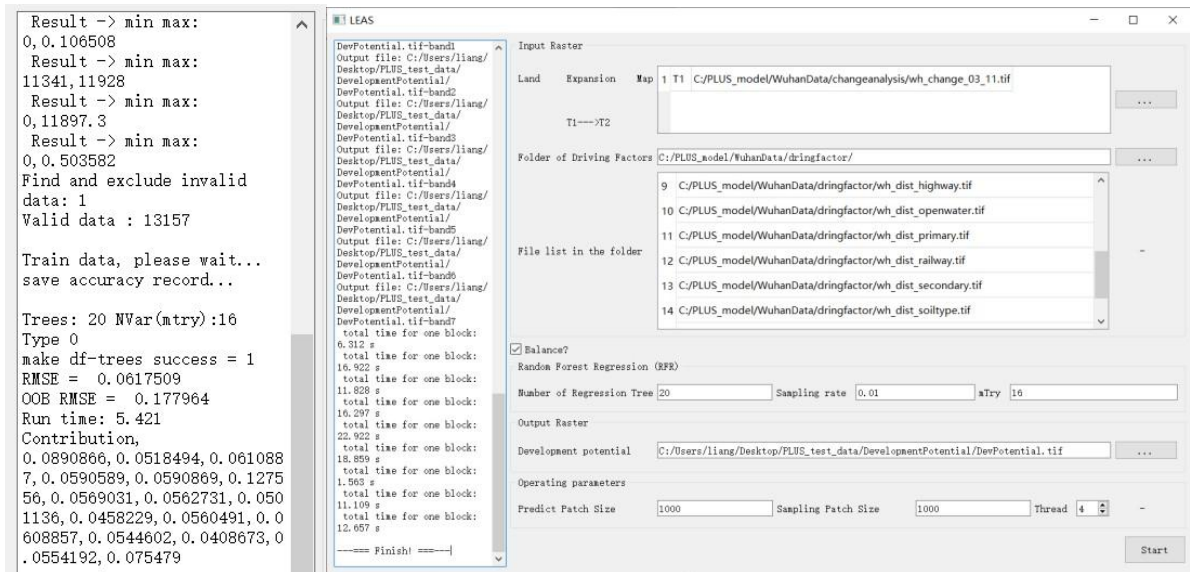 Result -> min max:
0,0.106508
Result -> min max:
11341,11928
Result -> min max:
0,11897.3
Result -> min max:
0,0.503582
Find and exclude invalid
data: 1
Valid data : 13157
Train data, please wait...
save accuracy record...
Trees: 20 NVar(mtry):16
Type 0
make df-trees success = 1
RMSE =  0.0617509
OOB RMSE =  0.177964
Run time: 5.421
Contribution,
0.0890866,0.0518494,0.061088
7,0.0590589,0.0590869,0.1275
56,0.0569031,0.0562731,0.050
1136,0.0458229,0.0560491,0.0
608857,0.0544602,0.0408673,0
.0554192,0.075479
LEAS
DevPotential.tif-band1
Output file: C:/Users/liang/
Desktop/PLUS_test_data/
DevelopmentPotential/
DevPotential.tif-band2
Output file: C:/Users/liang/
Desktop/PLUS_test_data/
DevelopmentPotential/
DevPotential.tif-band3
Output file: C:/Users/liang/
Desktop/PLUS_test_data/
DevelopmentPotential/
DevPotential.tif-band4
Output file: C:/Users/liang/
Desktop/PLUS_test_data/
DevelopmentPotential/
DevPotential.tif-band5
Output file: C:/Users/liang/
Desktop/PLUS_test_data/
DevelopmentPotential/
DevPotential.tif-band6
Output file: C:/Users/liang/
Desktop/PLUS_test_data/
DevelopmentPotential/
DevPotential.tif-band7
total time for one block:
6.312 s
total time for one block:
16.922 s
total time for one block:
11.828 s
total time for one block:
16.297 s
total time for one block:
22.922 s
total time for one block:
18.859 s
total time for one block:
1.563 s
total time for one block:
11.109 s
total time for one block:
12.657 s
---=== Finish! ===---
Input Raster
Land Expansion Map 1 T1 C:/PLUS_model/WuhanData/changeanalysis/wh_change_03_11.tif
...
T1--->T2
Folder of Driving Factors C:/PLUS_model/WuhanData/dringfactor/ ...
9 C:/PLUS_model/WuhanData/dringfactor/wh_dist_highway.tif
10 C:/PLUS_model/WuhanData/dringfactor/wh_dist_openwater.tif
11 C:/PLUS_model/WuhanData/dringfactor/wh_dist_primary.tif
File list in the folder -
12 C:/PLUS_model/WuhanData/dringfactor/wh_dist_railway.tif
13 C:/PLUS_model/WuhanData/dringfactor/wh_dist_secondary.tif
14 C:/PLUS_model/WuhanData/dringfactor/wh_dist_soiltype.tif
Balance?
Random Forest Regression (RFR)
Number of Regression Tree 20 Sampling rate 0.01 mTry 16
Output Raster
Development potential C:/Users/liang/Desktop/PLUS_test_data/DevelopmentPotential/DevPotential.tif ...
Operating parameters
Predict Patch Size 1000 Sampling Patch Size 1000 Thread 4 -
Start